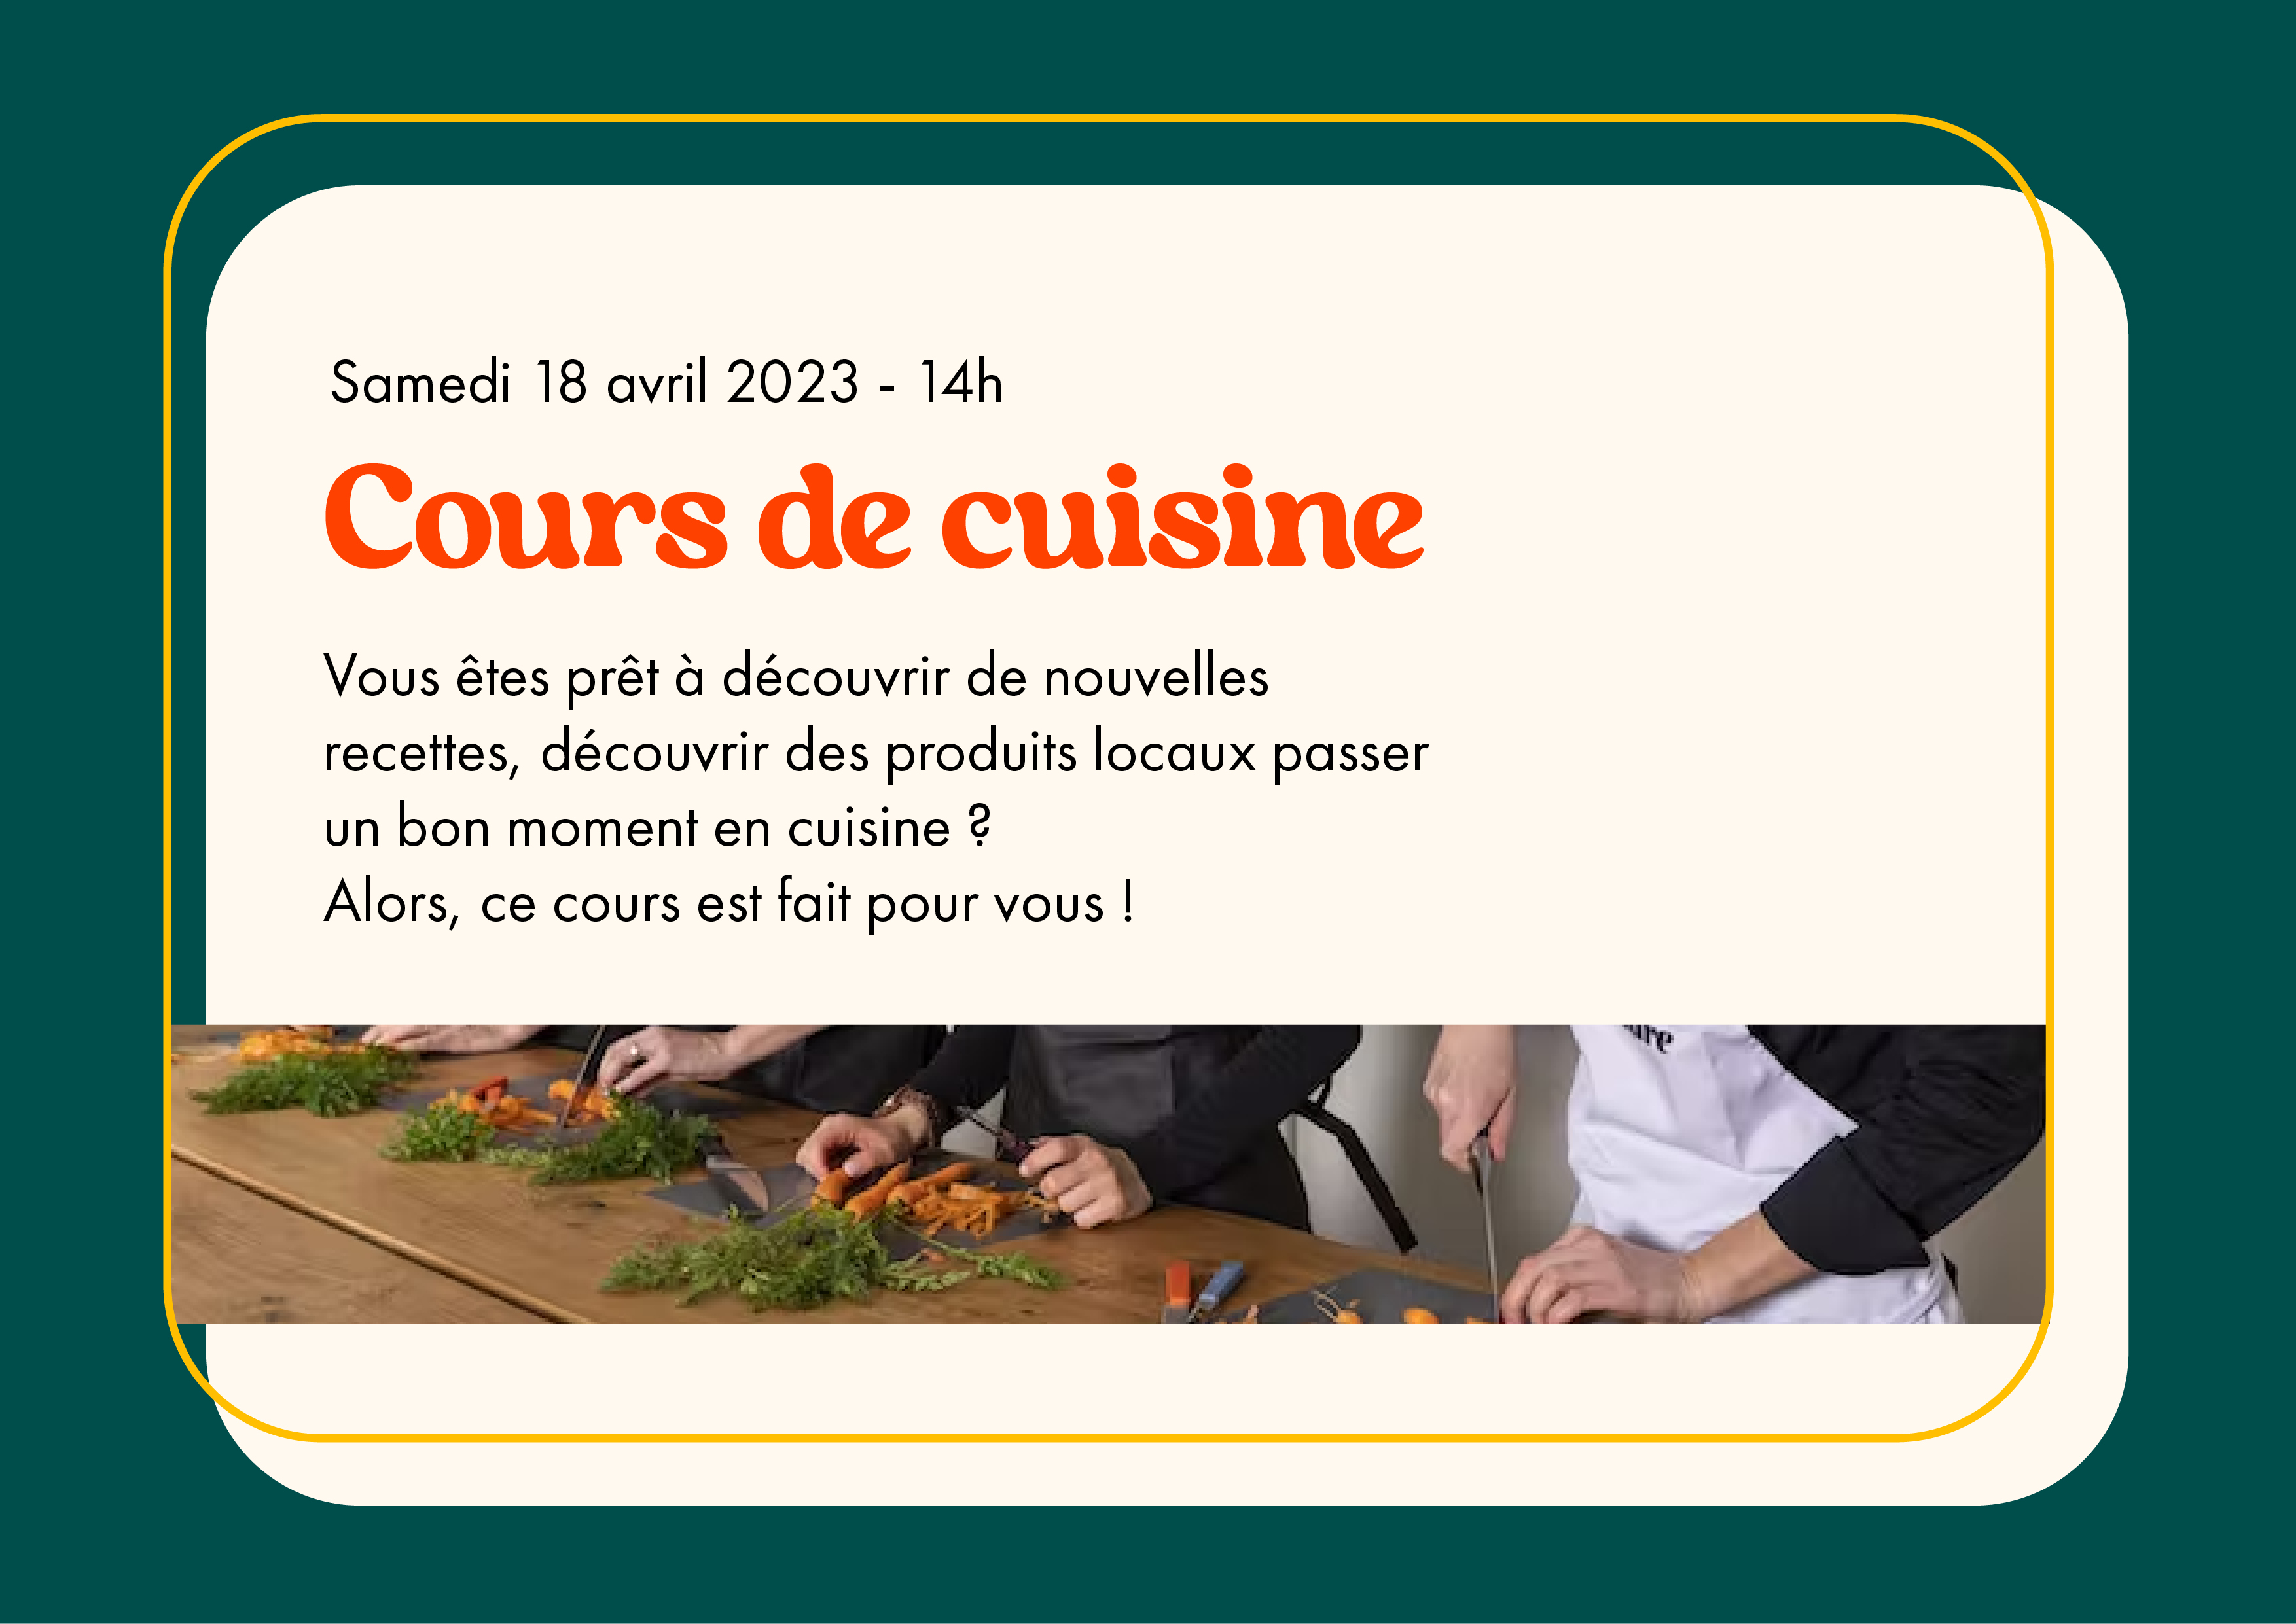 Samedi 18 avril 2023 - 14h
Cours de cuisine
Vous êtes prêt à découvrir de nouvelles
recettes, découvrir des produits locaux passer
un bon moment en cuisine ?
Alors, ce cours est fait pour vous !